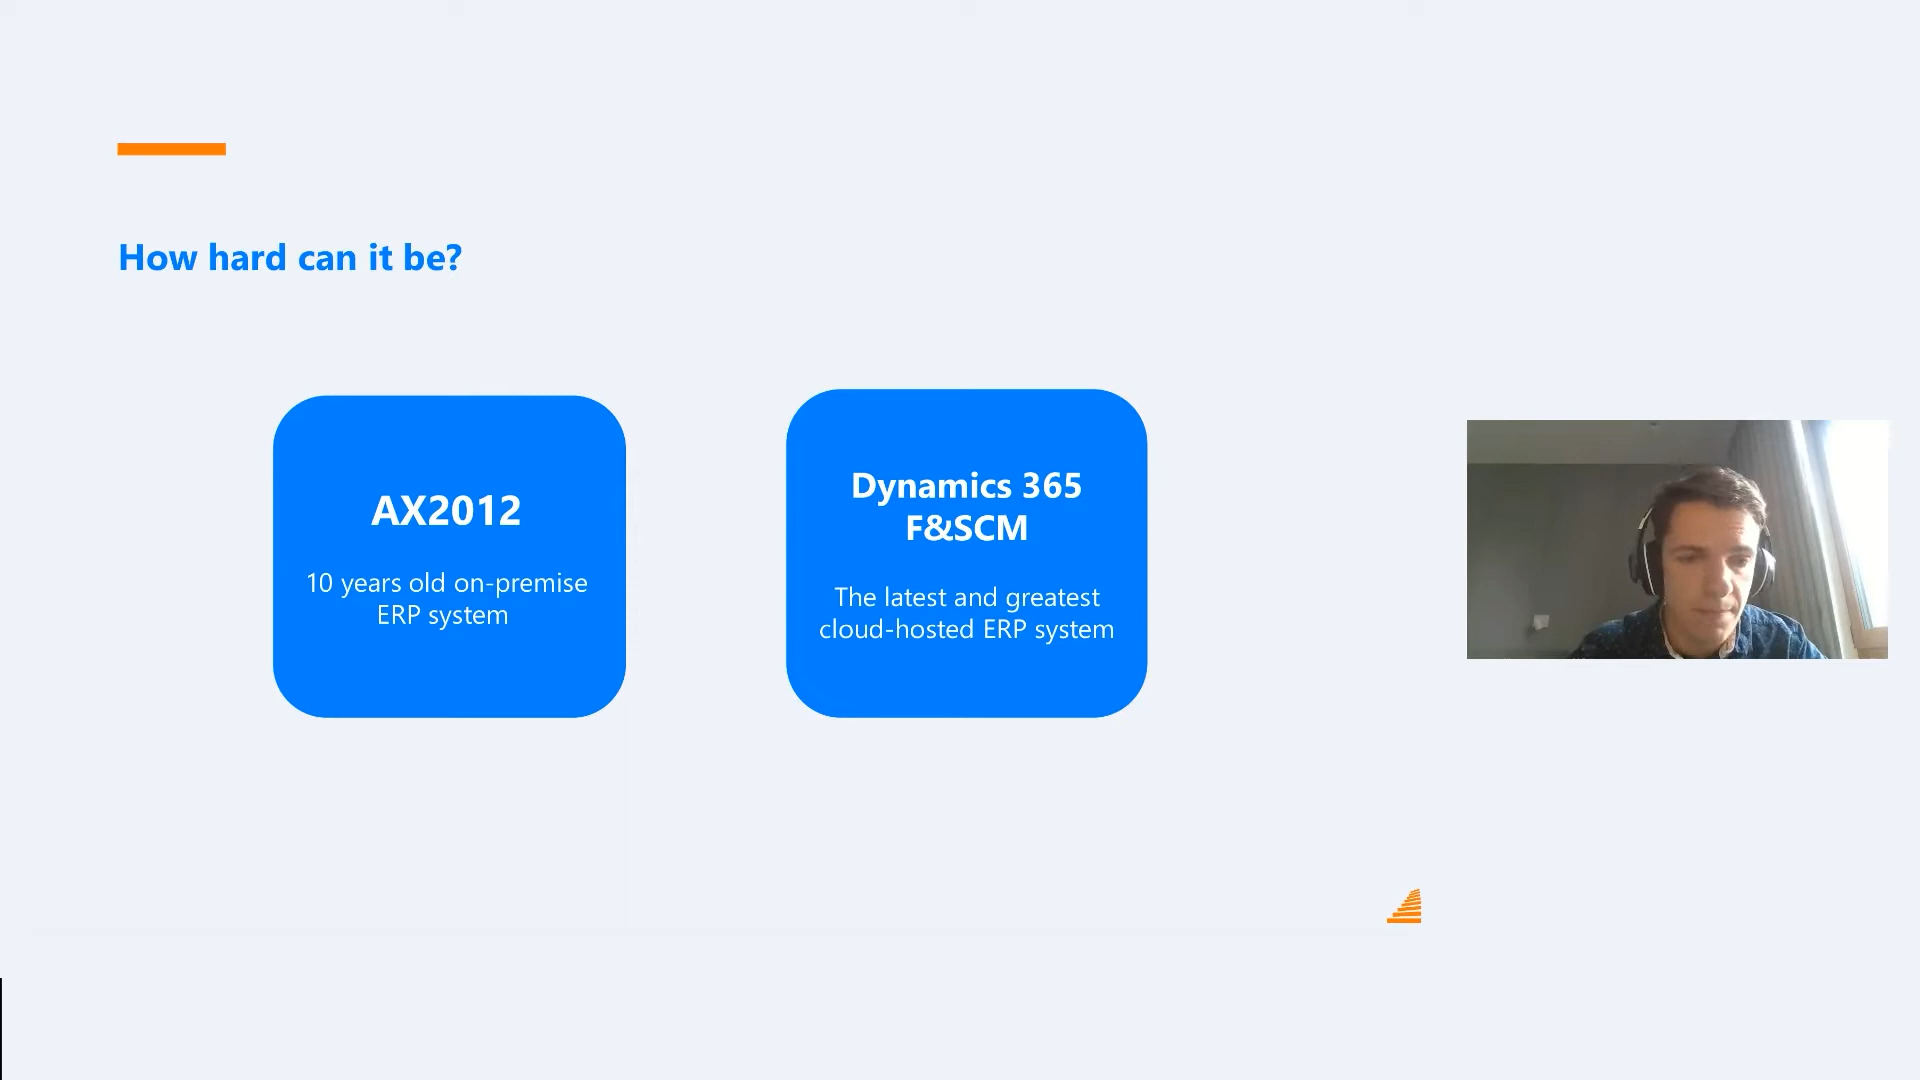 How hard can it be?
AX2012
10 years old on-premise
ERP system
Dynamics 365
F&SCM
The latest and greatest
cloud-hosted ERP system